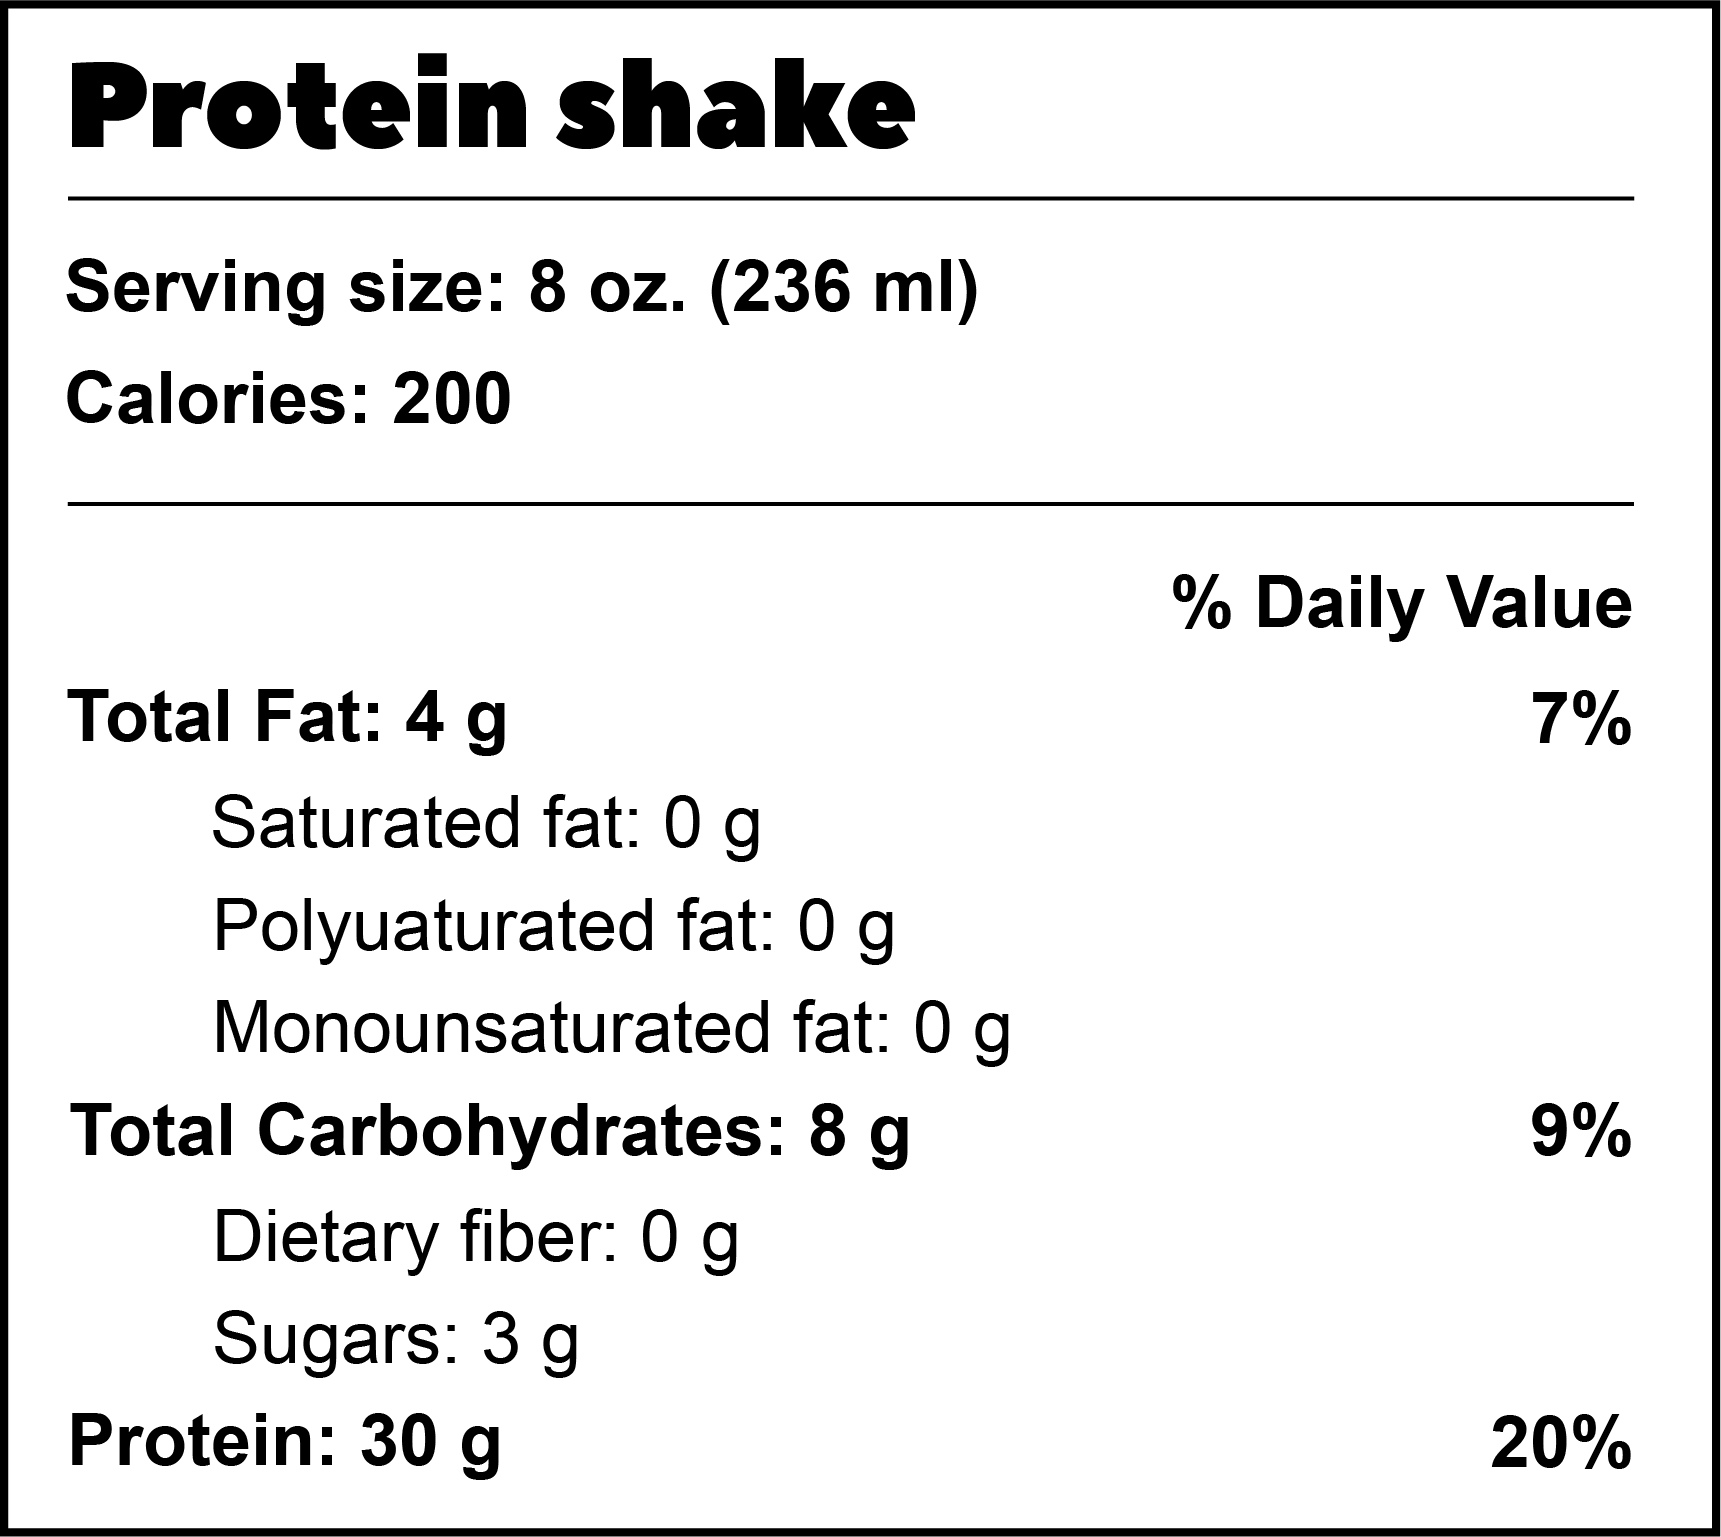 Protein shake
Serving size: 8 oz. (236 ml)
Calories: 200
% Daily Value
Total Fat: 4 g 7%
Saturated fat: 0 g
Polyuaturated fat: 0 g
Monounsaturated fat: 0 g
Total Carbohydrates: 8 g 9%
Dietary fiber: 0 g
Sugars: 3 g
Protein: 30 g 20%